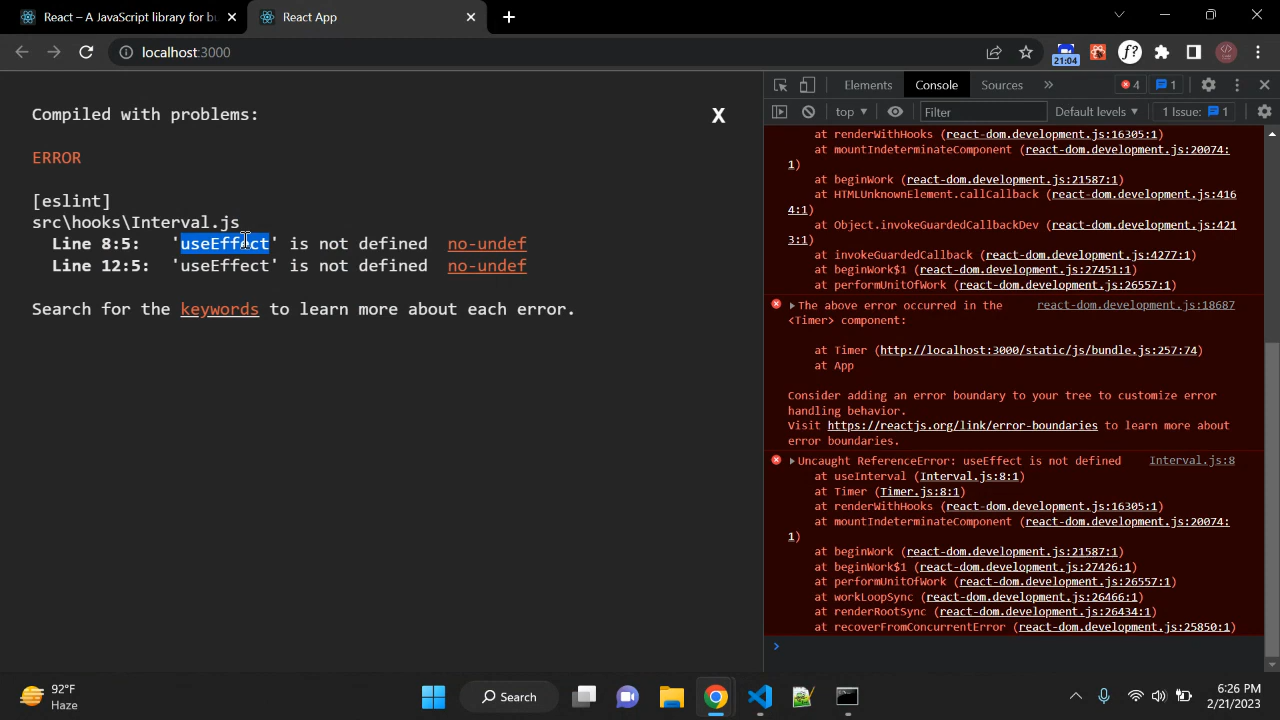 React – A JavaScript library for bu
React App
localhost:3000
21:04
f?
Compiled with problems:
X
ERROR
[eslint]
src\hooks\Interval.js
Line 8:5: 'useEffect' is not defined no-undef
Line 12:5: 'useEffect' is not defined no-undef
Search for the keywords to learn more about each error.
Elements
Console
Sources
4
1
top
Filter
Default levels
1 Issue: 1
at renderWithHooks (react-dom.development.js:16305:1)
at mountIndeterminateComponent (react-dom.development.js:20074:
1)
at beginWork (react-dom.development.js:21587:1)
at HTMLUnknownElement.callCallback (react-dom.development.js:416
4:1)
at Object.invokeGuardedCallbackDev (react-dom.development.js:421
3:1)
at invokeGuardedCallback (react-dom.development.js:4277:1)
at beginWork$1 (react-dom.development.js:27451:1)
at performUnitOfWork (react-dom.development.js:26557:1)
The above error occurred in the react-dom.development.js:18687
<Timer> component:
at Timer (http://localhost:3000/static/js/bundle.js:257:74)
at App
Consider adding an error boundary to your tree to customize error
handling behavior.
Visit https://reactjs.org/link/error-boundaries to learn more about
error boundaries.
Uncaught ReferenceError: useEffect is not defined Interval.js:8
at useInterval (Interval.js:8:1)
at Timer (Timer.js:8:1)
at renderWithHooks (react-dom.development.js:16305:1)
at mountIndeterminateComponent (react-dom.development.js:20074:
1)
at beginWork (react-dom.development.js:21587:1)
at beginWork$1 (react-dom.development.js:27426:1)
at performUnitOfWork (react-dom.development.js:26557:1)
at workLoopSync (react-dom.development.js:26466:1)
at renderRootSync (react-dom.development.js:26434:1)
at recoverFromConcurrentError (react-dom.development.js:25850:1)
92°F
Haze
Search
6:26 PM
2/21/2023